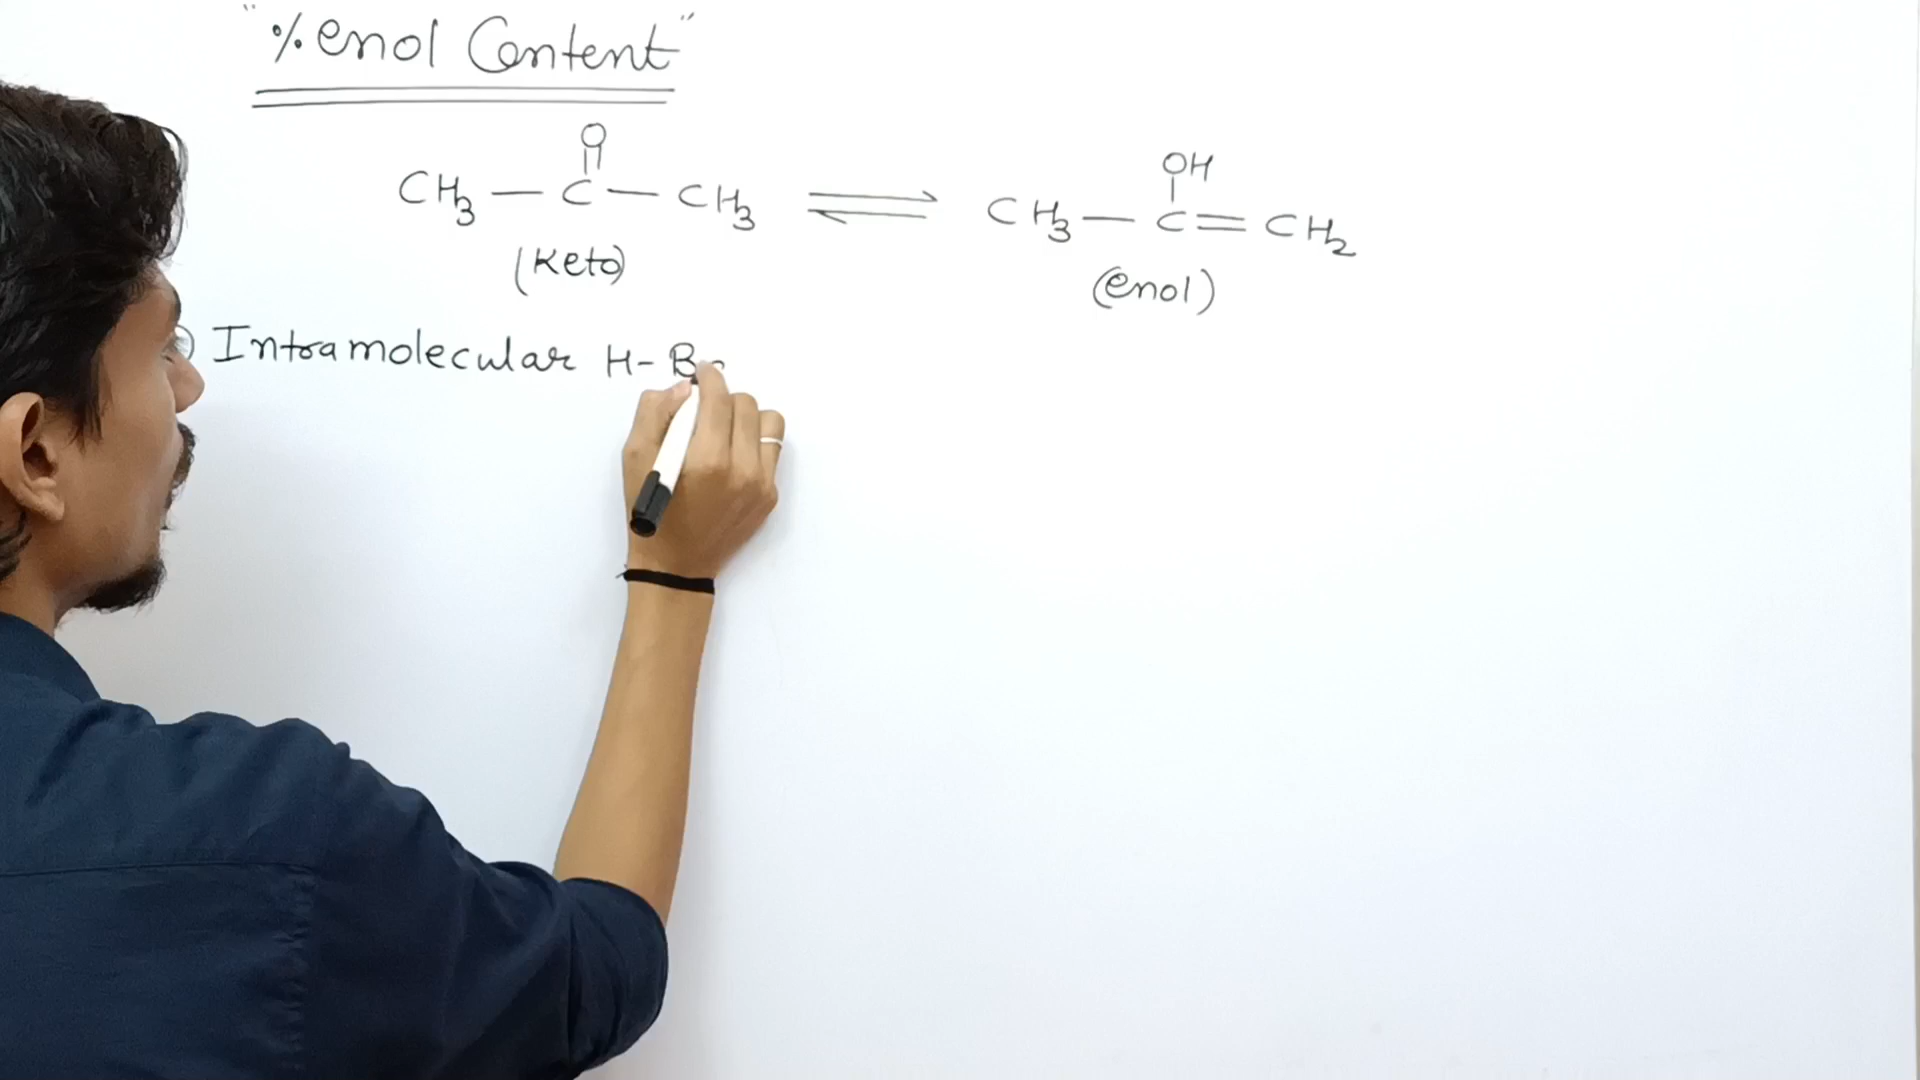 "% enol Content"
O
CH3 — C — CH3 ⇌ CH3 — C = CH2
OH
(Keto)
(enol)
Intramolecular H-B